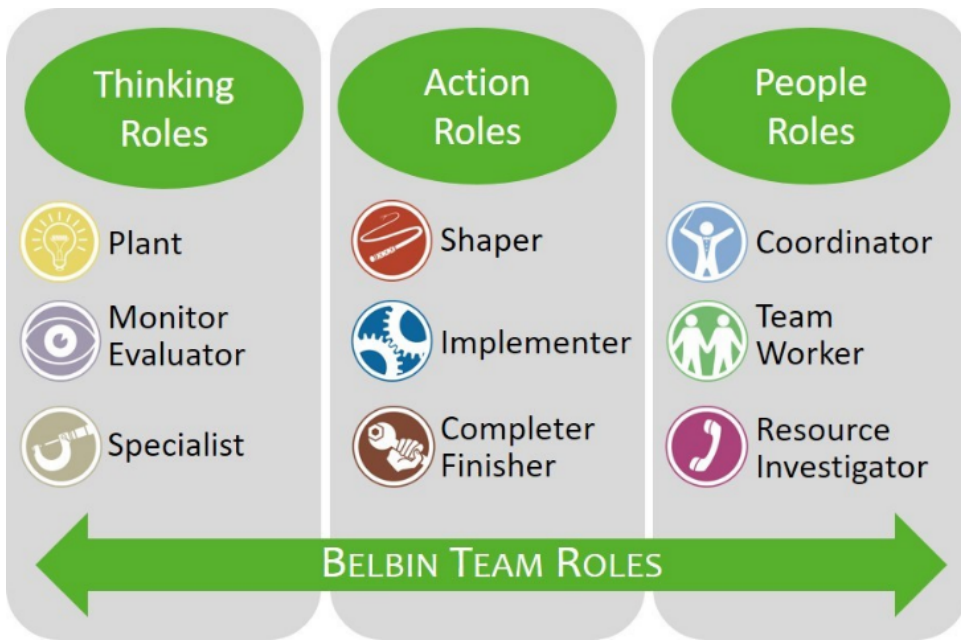 Thinking
Roles
Plant
Monitor
Evaluator
Specialist
Action
Roles
Shaper
Implementer
Completer
Finisher
People
Roles
Coordinator
Team
Worker
Resource
Investigator
BELBIN TEAM ROLES